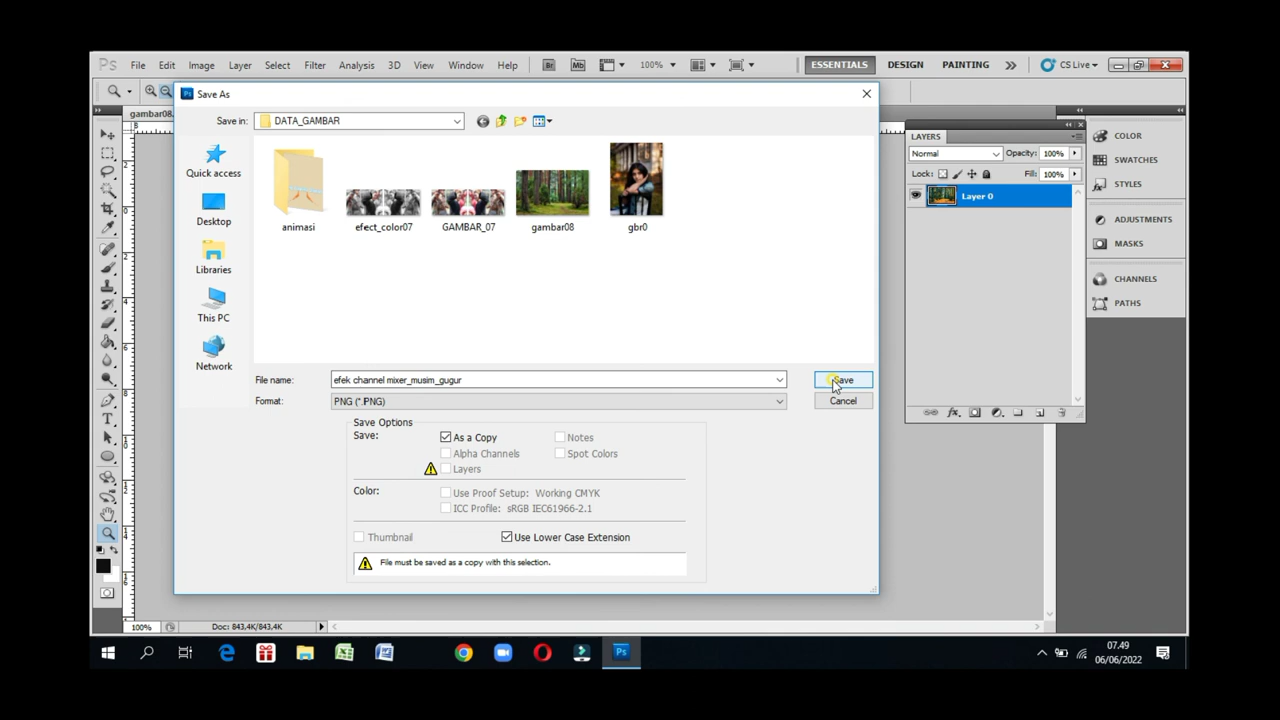 Ps File Edit Image Layer Select Filter Analysis 3D View Window Help Br Mb 100% ESSENTIALS DESIGN PAINTING CS Live
Save As
gambar08.
Save in: DATA_GAMBAR
Quick access
Desktop
Libraries
This PC
Network
animasi efect_color07 GAMBAR_07 gambar08 gbr0
File name: efek channel mixer_musim_gugur Save
Format: PNG (*.PNG) Cancel
Save Options
Save: As a Copy Notes
Alpha Channels Spot Colors
Layers
Color: Use Proof Setup: Working CMYK
ICC Profile: sRGB IEC61966-2.1
Thumbnail Use Lower Case Extension
File must be saved as a copy with this selection.
LAYERS
Normal Opacity: 100%
Lock: Fill: 100%
Layer 0
COLOR
SWATCHES
STYLES
ADJUSTMENTS
MASKS
CHANNELS
PATHS
100% Doc: 843,4K/843,4K
Ps
07.49
06/06/2022